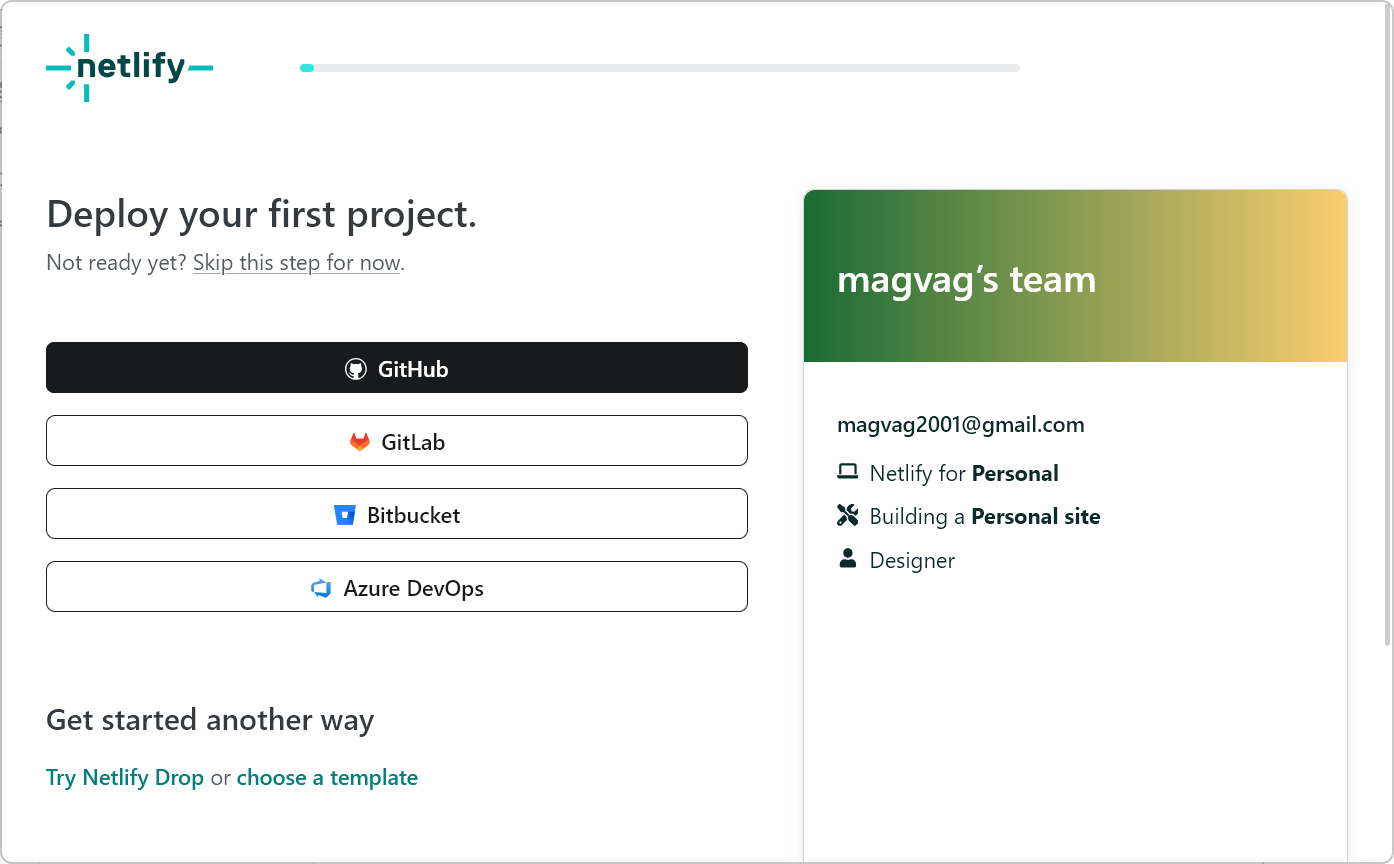 netlify
Deploy your first project.
Not ready yet? Skip this step for now.
GitHub
GitLab
Bitbucket
Azure DevOps
Get started another way
Try Netlify Drop or choose a template
magvag’s team
magvag2001@gmail.com
Netlify for Personal
Building a Personal site
Designer